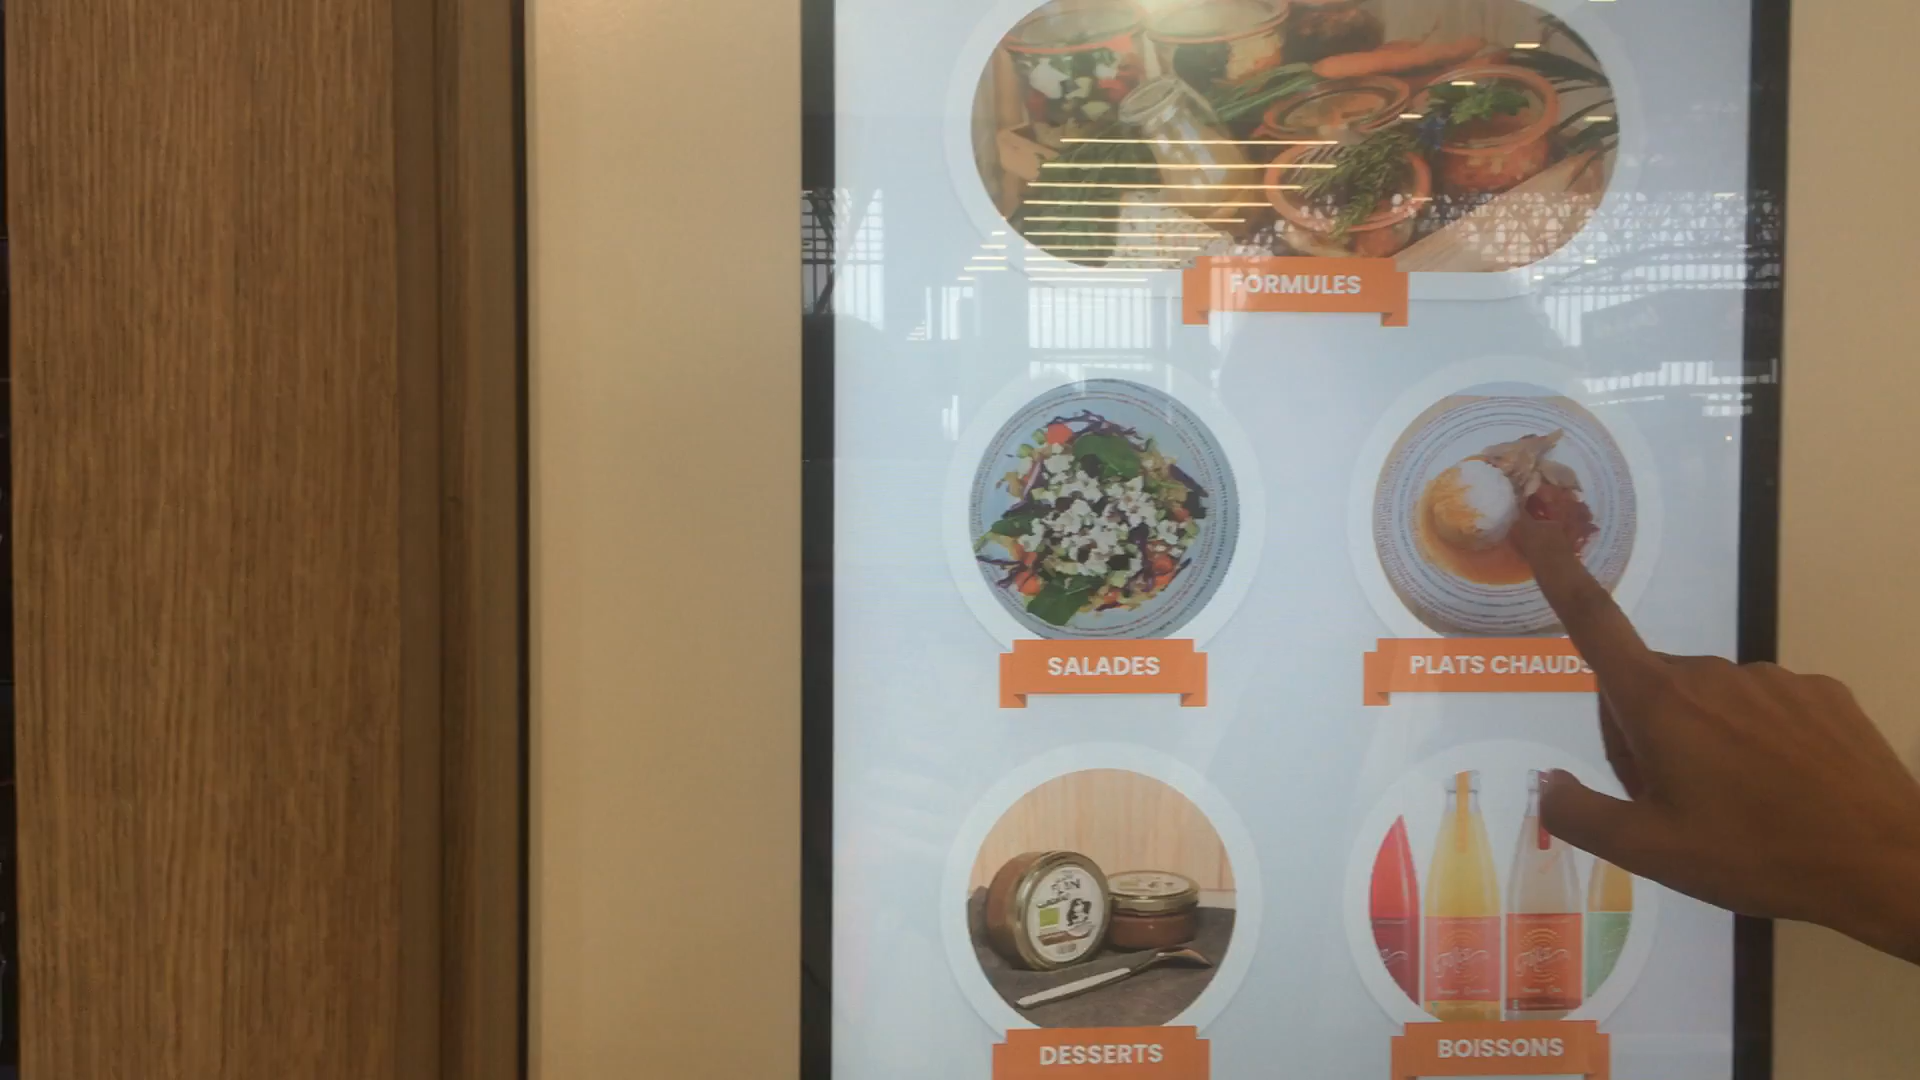 FORMULES
SALADES
PLATS CHAUDS
DESSERTS
BOISSONS